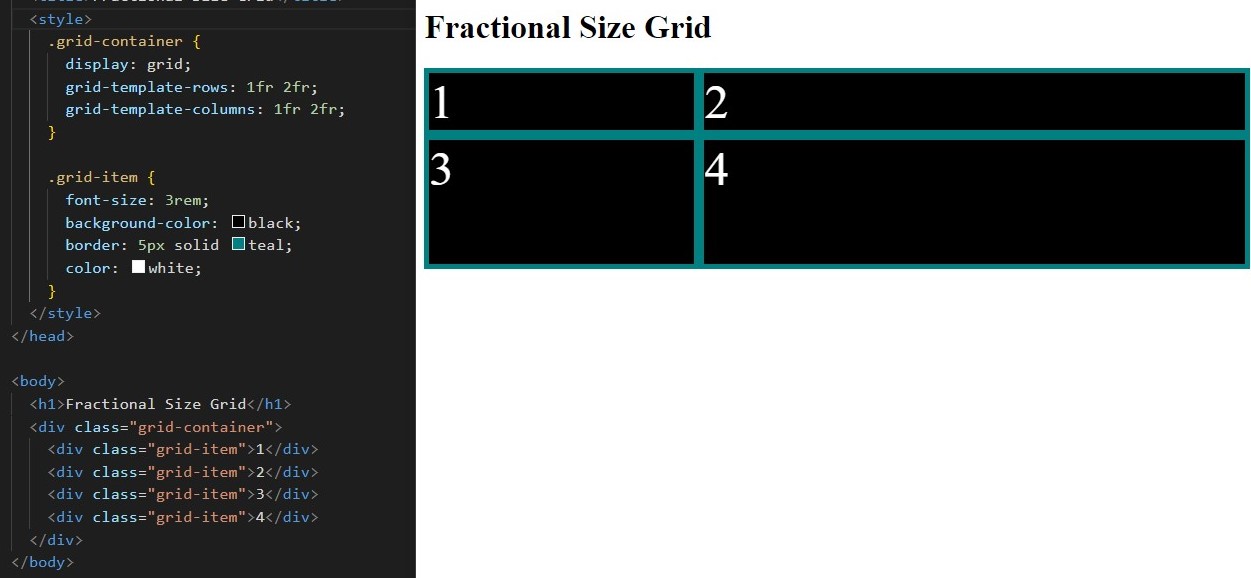 <style>
.grid-container {
display: grid;
grid-template-rows: 1fr 2fr;
grid-template-columns: 1fr 2fr;
}
.grid-item {
font-size: 3rem;
background-color: black;
border: 5px solid teal;
color: white;
}
</style>
</head>
<body>
<h1>Fractional Size Grid</h1>
<div class="grid-container">
<div class="grid-item">1</div>
<div class="grid-item">2</div>
<div class="grid-item">3</div>
<div class="grid-item">4</div>
</div>
</body>
Fractional Size Grid
1 2
3 4